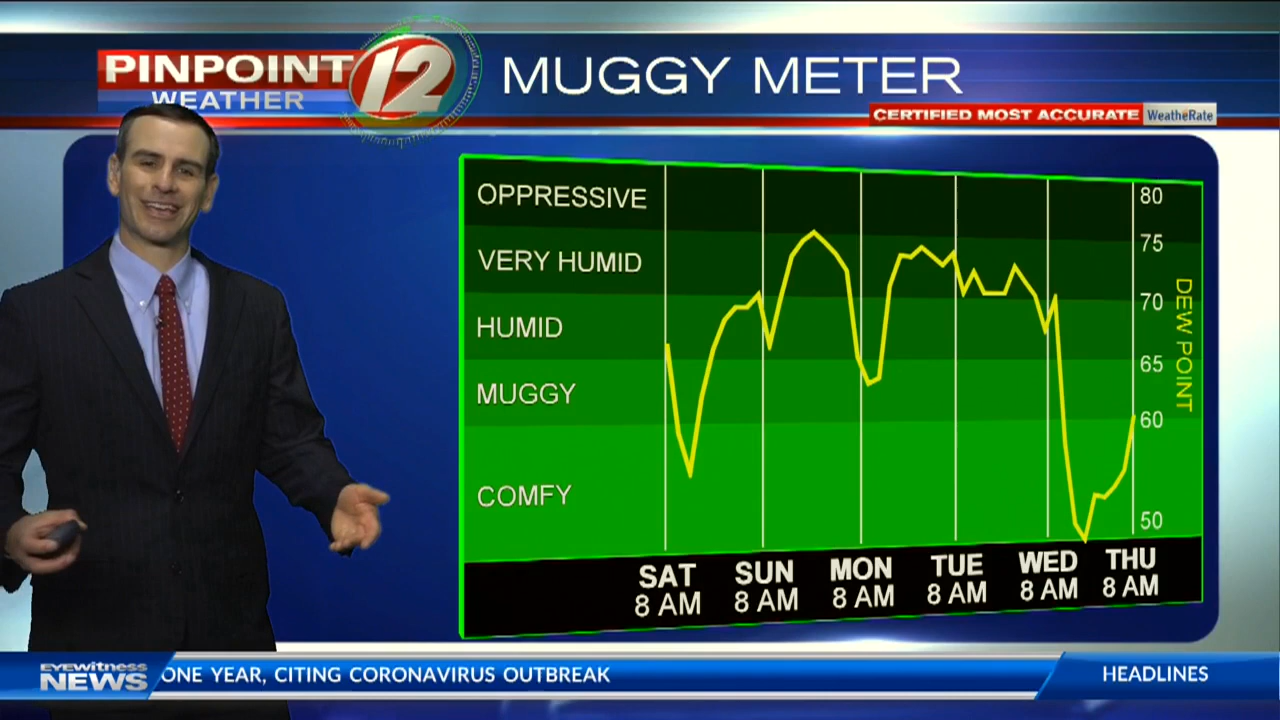 PINPOINT 12
WEATHER
MUGGY METER
CERTIFIED MOST ACCURATE WeatheRate
OPPRESSIVE
VERY HUMID
HUMID
MUGGY
COMFY
80
75
70
65
60
50
DEW POINT
SAT SUN MON TUE WED THU
8 AM 8 AM 8 AM 8 AM 8 AM 8 AM
EYEWITNESS
NEWS
ONE YEAR, CITING CORONAVIRUS OUTBREAK
HEADLINES